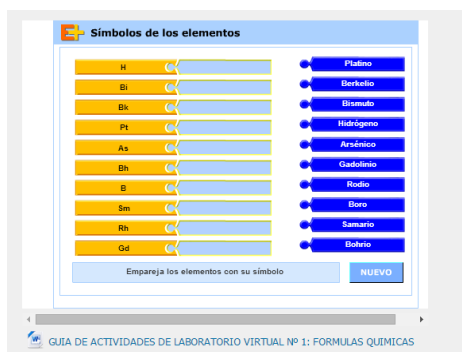 E+ Símbolos de los elementos
H
Platino
Bi
Berkelio
Bk
Bismuto
Pt
Hidrógeno
As
Arsénico
Bh
Gadolinio
B
Rodio
Sm
Boro
Rh
Samario
Gd
Bohrio
Empareja los elementos con su símbolo
NUEVO
GUIA DE ACTIVIDADES DE LABORATORIO VIRTUAL Nº 1: FORMULAS QUIMICAS